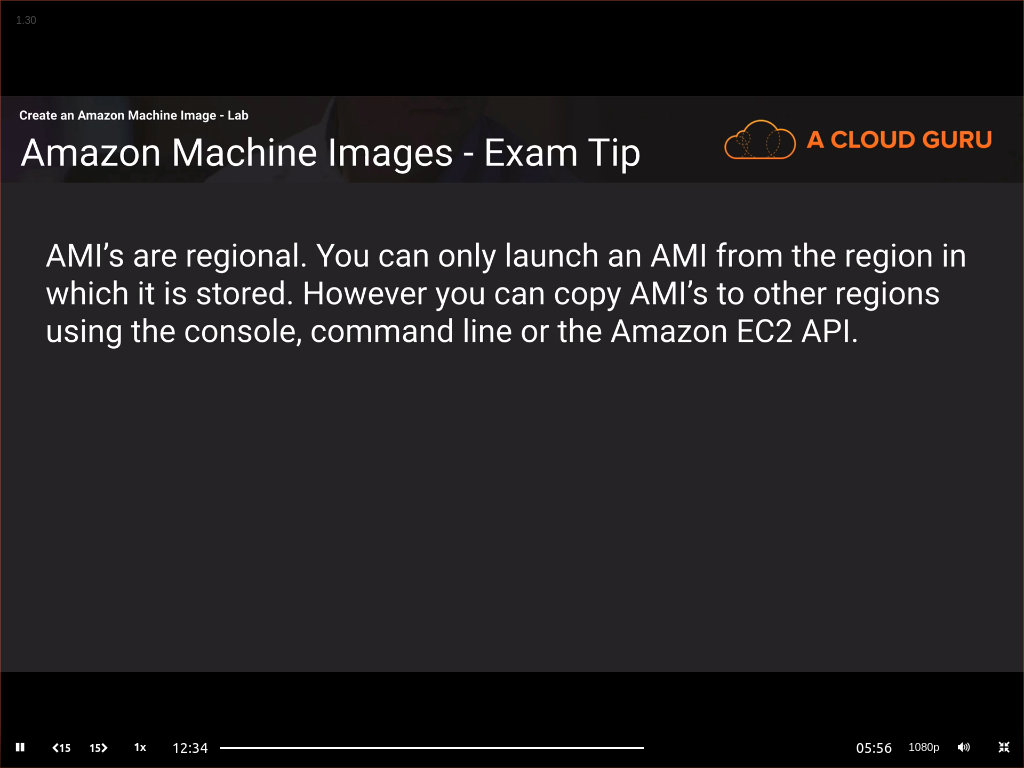 1.30
Create an Amazon Machine Image - Lab
Amazon Machine Images - Exam Tip
A CLOUD GURU
AMI’s are regional. You can only launch an AMI from the region in
which it is stored. However you can copy AMI’s to other regions
using the console, command line or the Amazon EC2 API.
15 15 1x 12:34 05:56 1080p